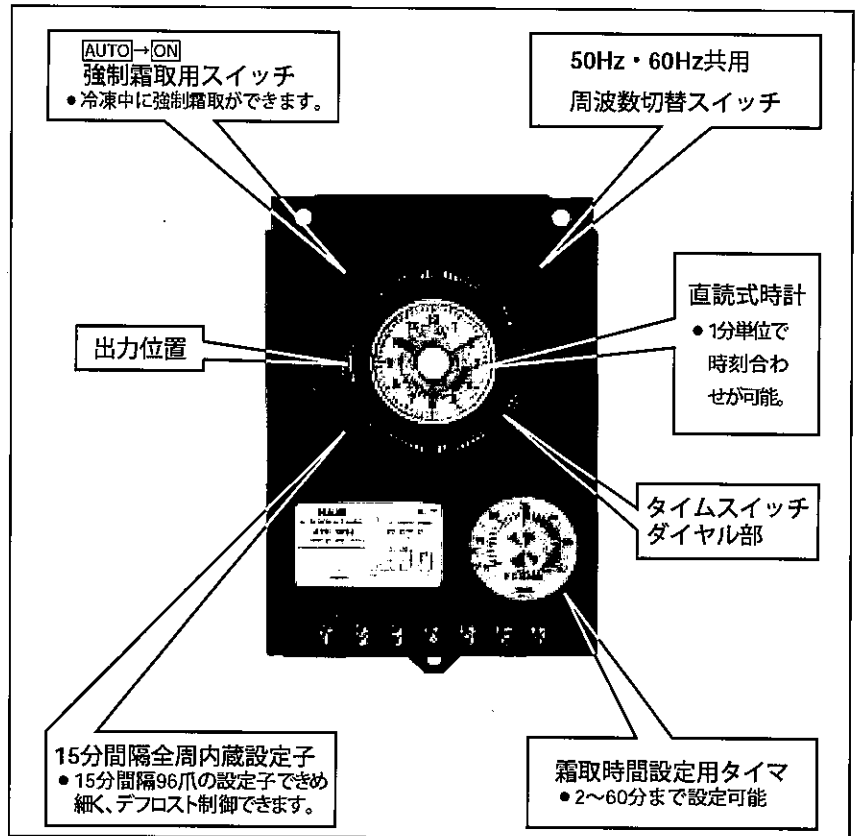 AUTO→ON
強制霜取用スイッチ
● 冷凍中に強制霜取ができます。
50Hz・60Hz共用
周波数切替スイッチ
直読式時計
● 1分単位で
時刻合わ
せが可能。
出力位置
タイムスイッチ
ダイヤル部
15分間隔全周内蔵設定子
● 15分間隔96爪の設定子できめ
細く、デフロスト制御できます。
霜取時間設定用タイマ
● 2〜60分まで設定可能